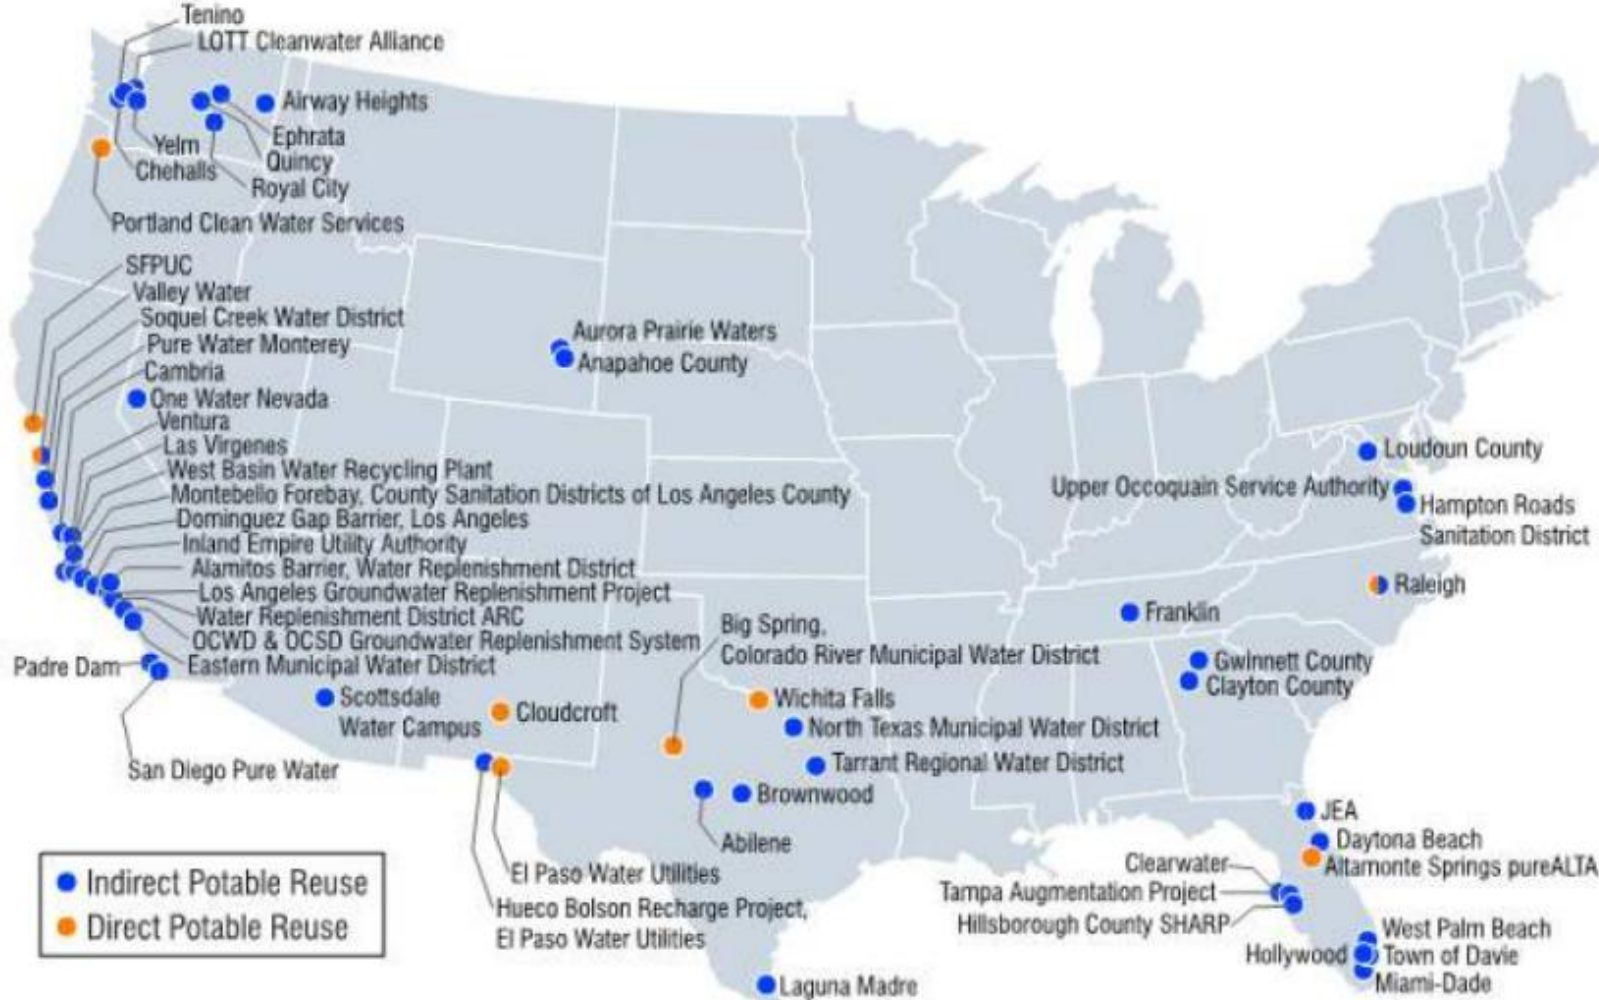 Tenino
LOTT Cleanwater Alliance
Airway Heights
Ephrata
Yelm
Quincy
Chehalls
Royal City
Portland Clean Water Services
SFPUC
Valley Water
Soquel Creek Water District
Pure Water Monterey
Cambria
One Water Nevada
Ventura
Las Virgenes
West Basin Water Recycling Plant
Montebello Forebay, County Sanitation Districts of Los Angeles County
Dominguez Gap Barrier, Los Angeles
Inland Empire Utility Authority
Alamitos Barrier, Water Replenishment District
Los Angeles Groundwater Replenishment Project
Water Replenishment District ARC
OCWD & OCSD Groundwater Replenishment System
Eastern Municipal Water District
Padre Dam
San Diego Pure Water
Aurora Prairie Waters
Anapahoe County
Scottsdale
Water Campus
Cloudcroft
Big Spring,
Colorado River Municipal Water District
Wichita Falls
North Texas Municipal Water District
Tarrant Regional Water District
Brownwood
Abilene
El Paso Water Utilities
Hueco Bolson Recharge Project,
El Paso Water Utilities
Laguna Madre
Loudoun County
Upper Occoquain Service Authority
Hampton Roads
Sanitation District
Raleigh
Franklin
Gwinnett County
Clayton County
JEA
Daytona Beach
Altamonte Springs pureALTA
Clearwater
Tampa Augmentation Project
Hillsborough County SHARP
West Palm Beach
Hollywood
Town of Davie
Miami-Dade
Indirect Potable Reuse
Direct Potable Reuse